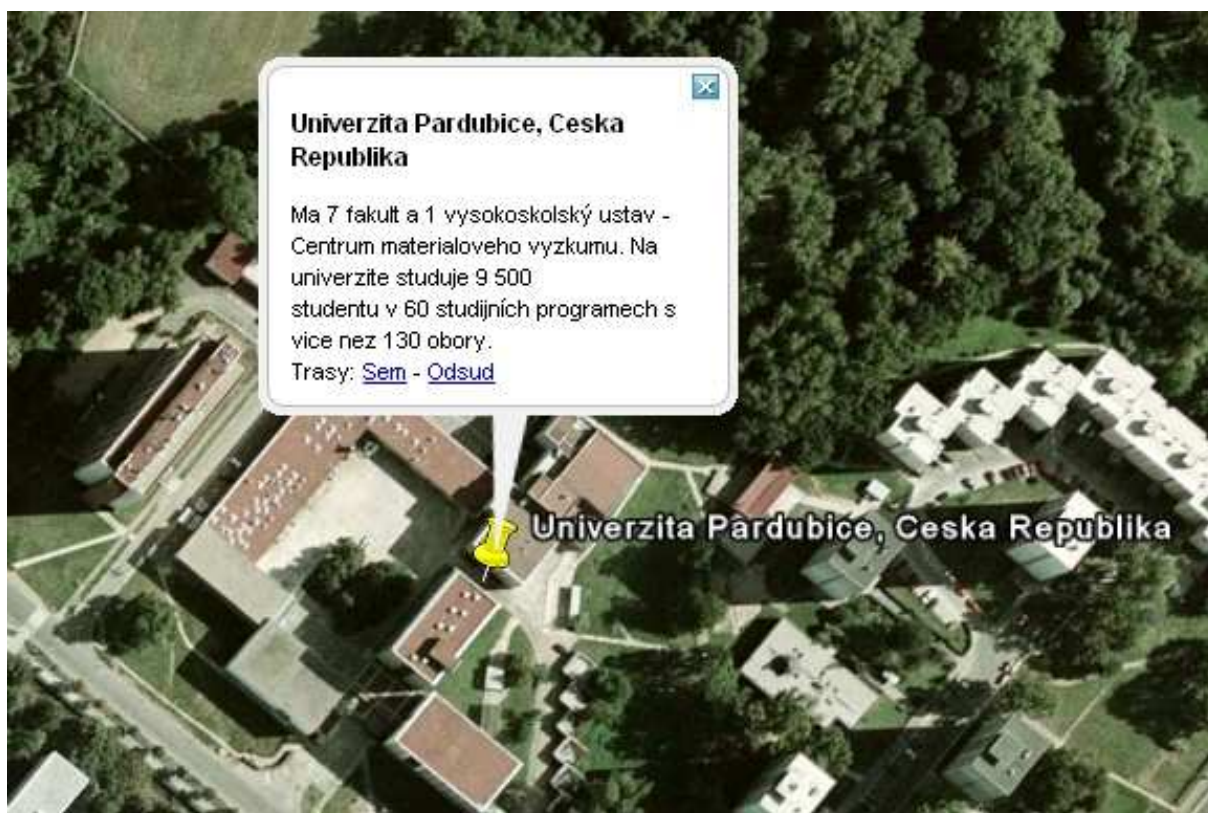 Univerzita Pardubice, Ceska
Republika
Ma 7 fakult a 1 vysokoskolský ustav -
Centrum materialoveho vyzkumu. Na
univerzite studuje 9 500
studentu v 60 studijních programech s
vice nez 130 obory.
Trasy: Sem - Odsud
Univerzita Pardubice, Ceska Republika